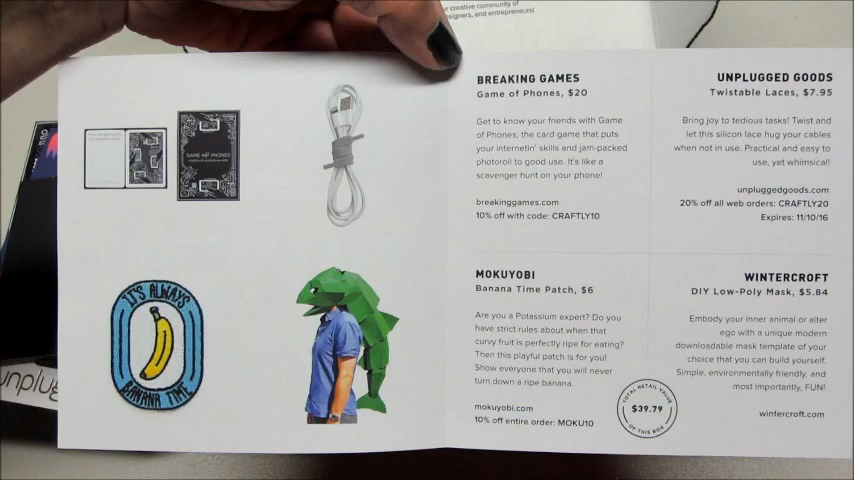 r creative community of
signers, and entrepreneurs!
GAME OF PHONES
IT'S ALWAYS
BANANA TIME
unplug
BREAKING GAMES
Game of Phones, $20
Get to know your friends with Game
of Phones, the card game that puts
your internetin' skills and jam-packed
photoroll to good use. It's like a
scavenger hunt on your phone!
breakinggames.com
10% off with code: CRAFTLY10
UNPLUGGED GOODS
Twistable Laces, $7.95
Bring joy to tedious tasks! Twist and
let this silicon lace hug your cables
when not in use. Practical and easy to
use, yet whimsical!
unpluggedgoods.com
20% off all web orders: CRAFTLY20
Expires: 11/10/16
MOKUYOBI
Banana Time Patch, $6
Are you a Potassium expert? Do you
have strict rules about when that
curvy fruit is perfectly ripe for eating?
Then this playful patch is for you!
Show everyone that you will never
turn down a ripe banana.
mokuyobi.com
10% off entire order: MOKU10
WINTERCROFT
DIY Low-Poly Mask, $5.84
Embody your inner animal or alter
ego with a unique modern
downloadable mask template of your
choice that you can build yourself.
Simple, environmentally friendly, and
most importantly, FUN!
wintercroft.com
TOTAL RETAIL VALUE
$39.79
OF THIS BOX